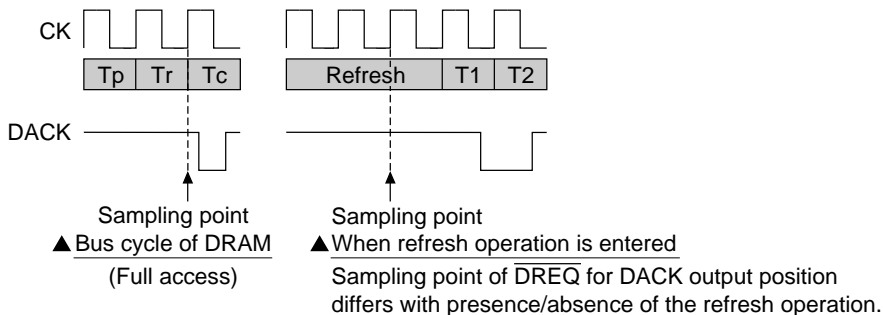 CK
Tp Tr Tc Refresh T1 T2
DACK
Sampling point
▲Bus cycle of DRAM
(Full access)
Sampling point
▲When refresh operation is entered
Sampling point of DREQ for DACK output position
differs with presence/absence of the refresh operation.